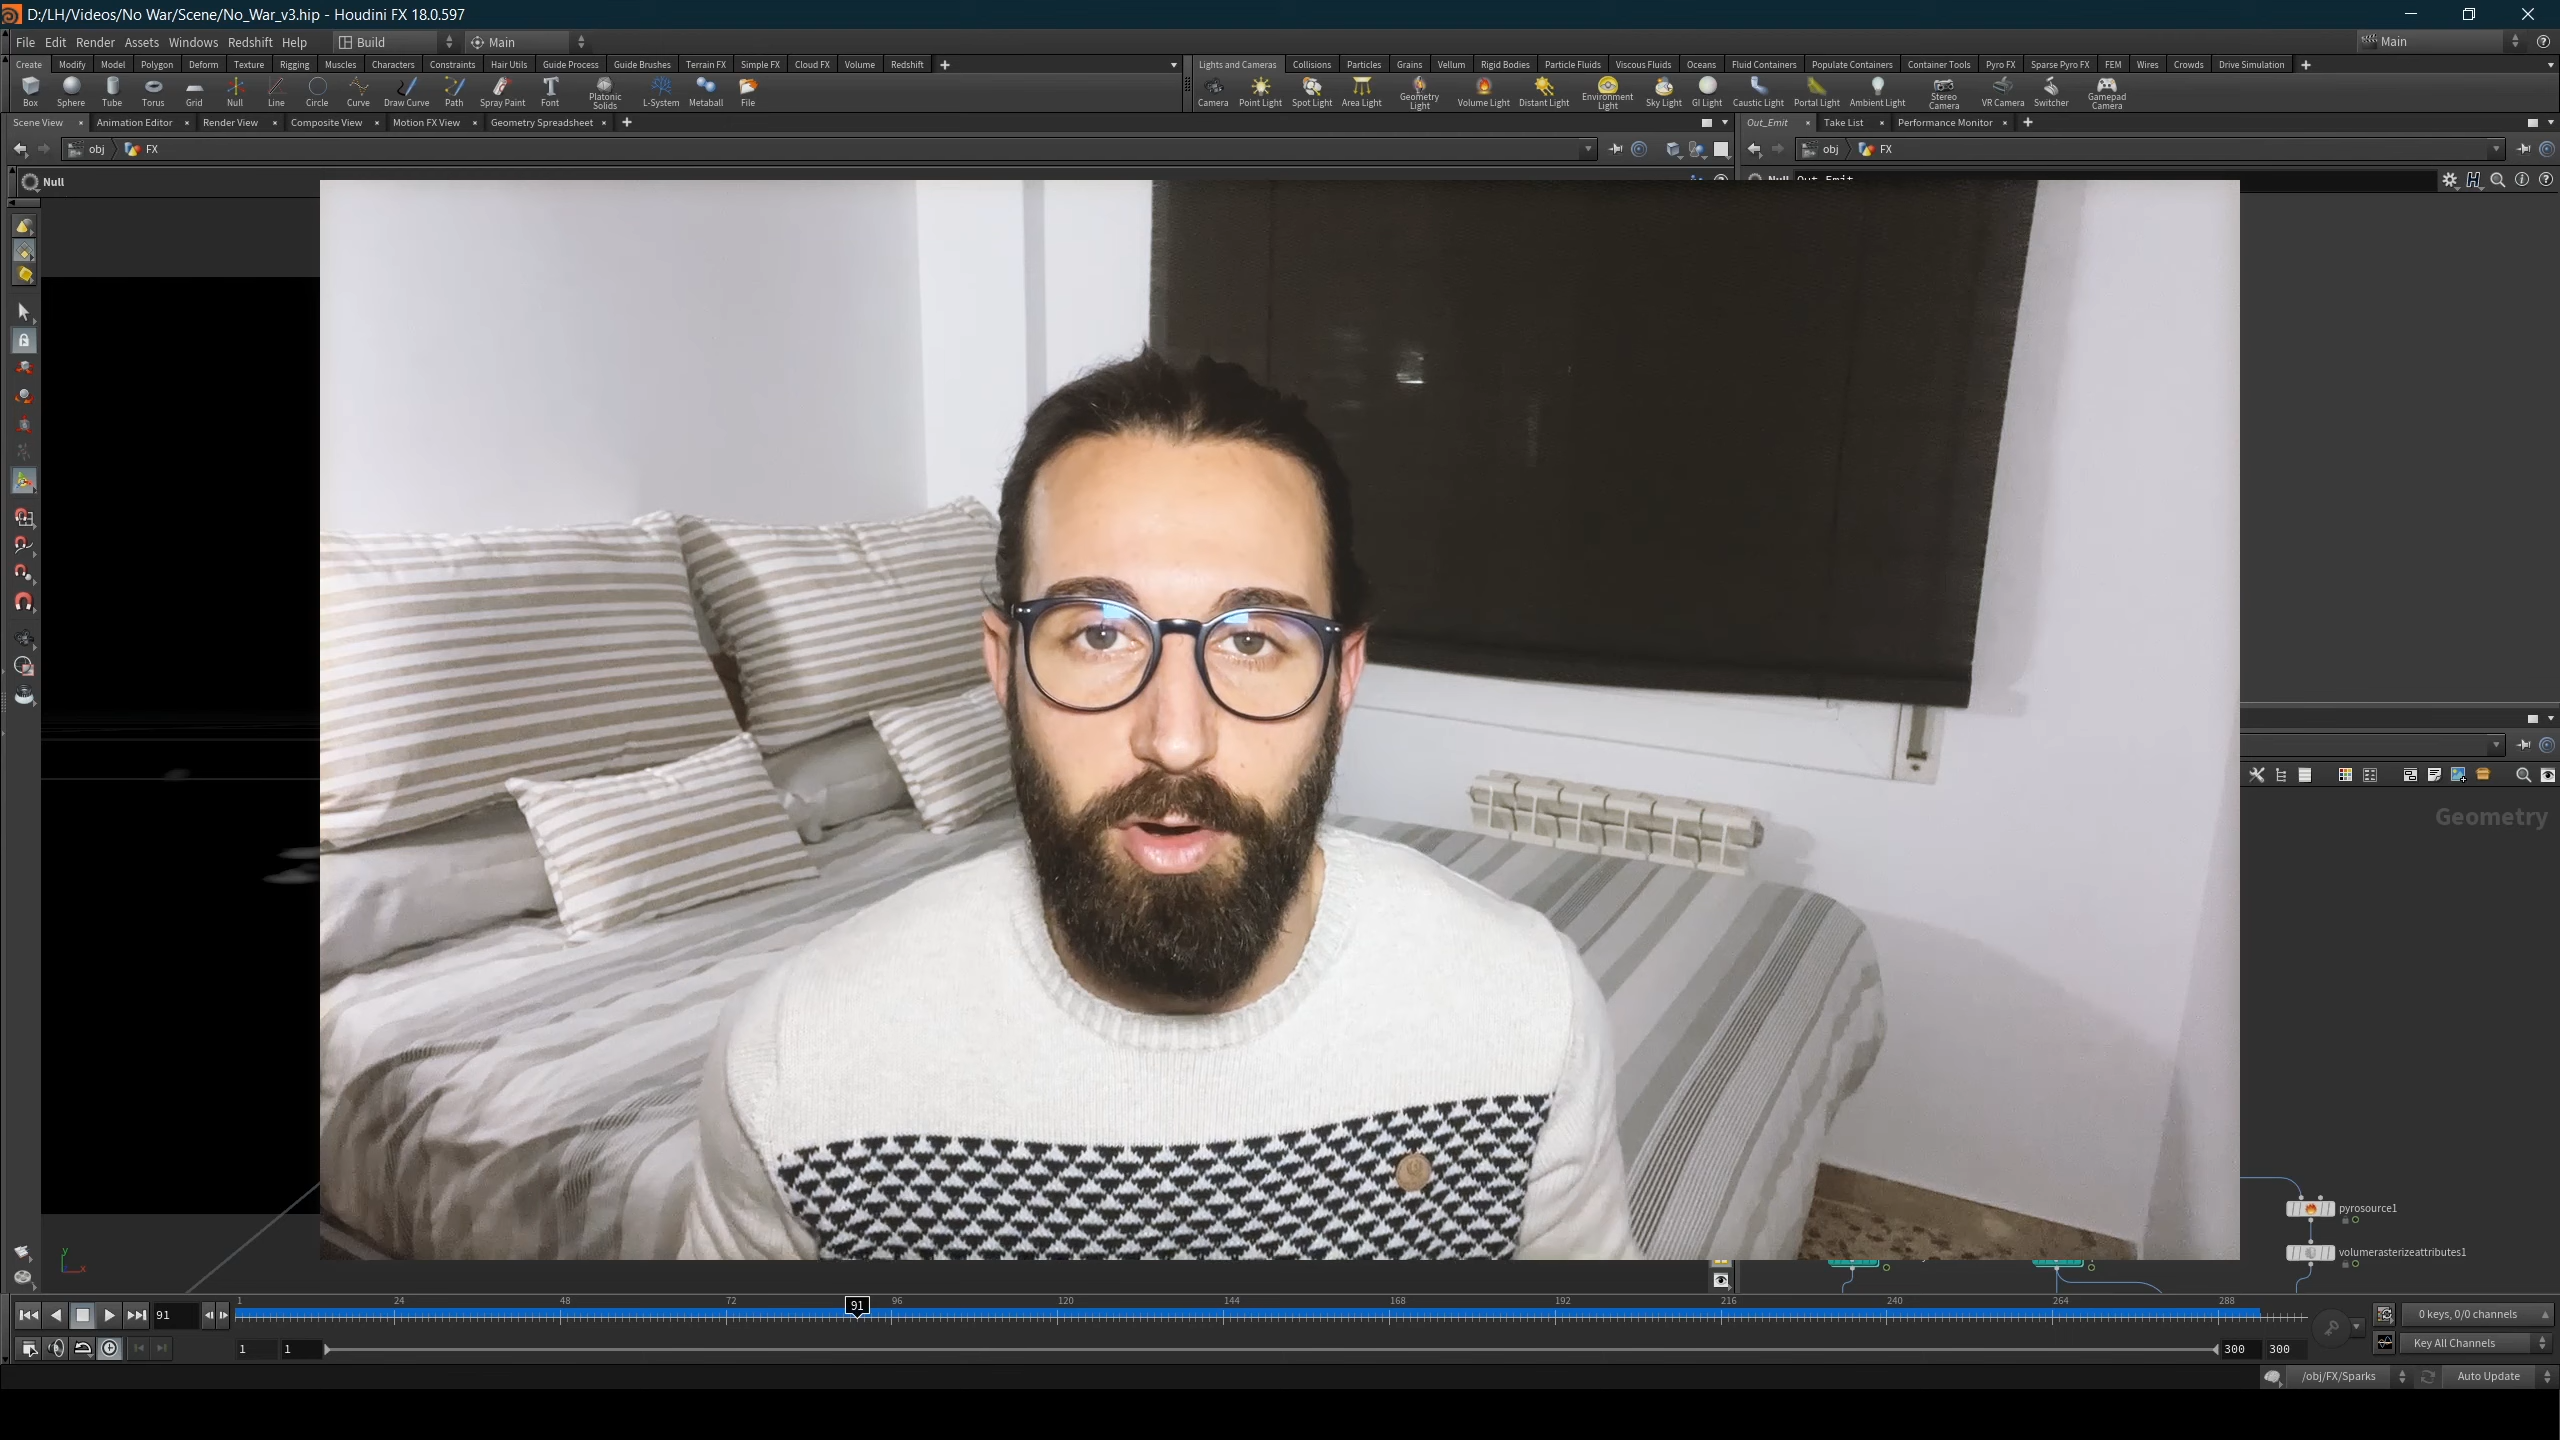 D:/LH/Videos/No War/Scene/No_War_v3.hip - Houdini FX 18.0.597
File Edit Render Assets Windows Redshift Help Build Main Main
Create Modify Model Polygon Deform Texture Rigging Muscles Characters Constraints Hair Utils Guide Process Guide Brushes Terrain FX Simple FX Cloud FX Volume Redshift
Lights and Cameras Collisions Particles Grains Vellum Rigid Bodies Particle Fluids Viscous Fluids Oceans Fluid Containers Populate Containers Container Tools Pyro FX Sparse Pyro FX FEM Wires Crowds Drive Simulation
Box Sphere Tube Torus Grid Null Line Circle Curve Draw Curve Path Spray Paint Font Platonic Solids L-System Metaball File
Camera Point Light Spot Light Area Light Geometry Light Volume Light Distant Light Environment Light Sky Light GI Light Caustic Light Portal Light Ambient Light Stereo Camera VR Camera Switcher Gamepad Camera
Scene View Animation Editor Render View Composite View Motion FX View Geometry Spreadsheet
Out_Emit Take List Performance Monitor
obj FX
obj FX
Null
Null Out_Emit
Geometry
pyrosource1
volumerasterizeattributes1
91
1 24 48 72 91 96 120 144 168 192 216 240 264 288
0 keys, 0/0 channels
1 1 300 300
Key All Channels
/obj/FX/Sparks Auto Update
y
x